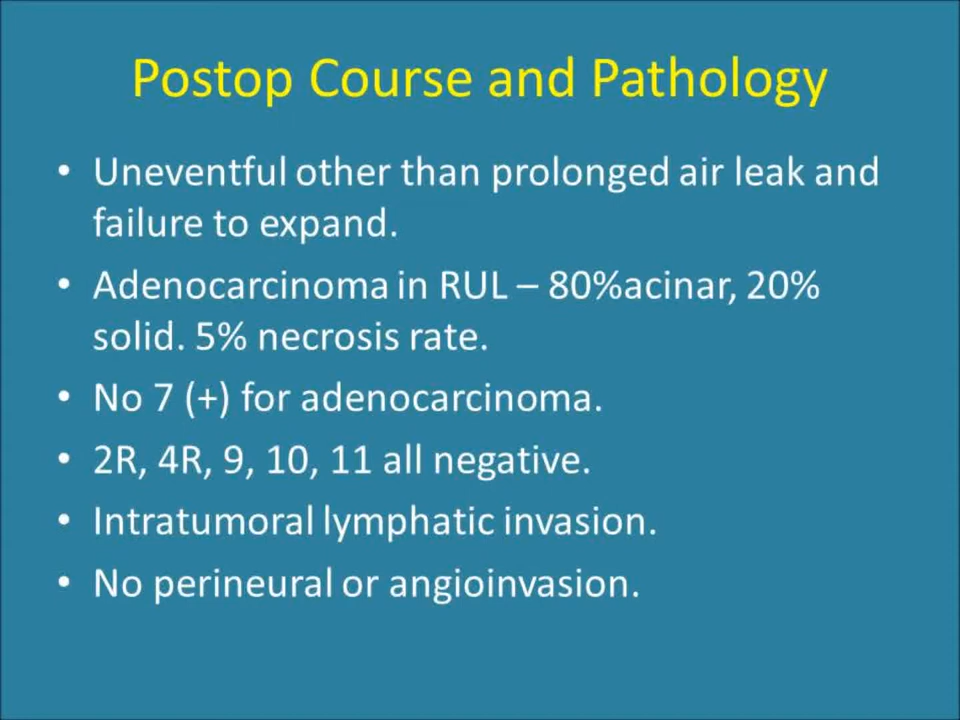 Postop Course and Pathology
• Uneventful other than prolonged air leak and
failure to expand.
• Adenocarcinoma in RUL – 80%acinar, 20%
solid. 5% necrosis rate.
• No 7 (+) for adenocarcinoma.
• 2R, 4R, 9, 10, 11 all negative.
• Intratumoral lymphatic invasion.
• No perineural or angioinvasion.